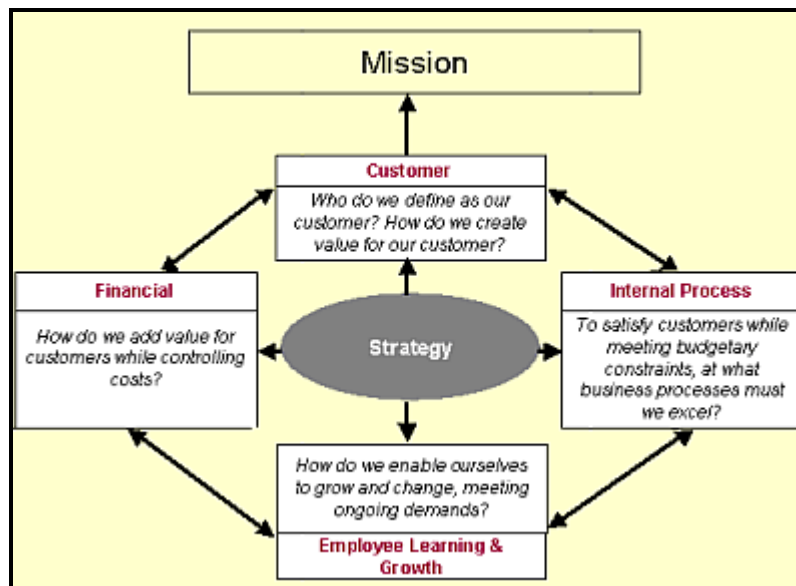 Mission
Customer
Who do we define as our
customer? How do we create
value for our customer?
Financial
How do we add value for
customers while controlling
costs?
Strategy
Internal Process
To satisfy customers while
meeting budgetary
constraints, at what
business processes must
we excel?
How do we enable ourselves
to grow and change, meeting
ongoing demands?
Employee Learning &
Growth